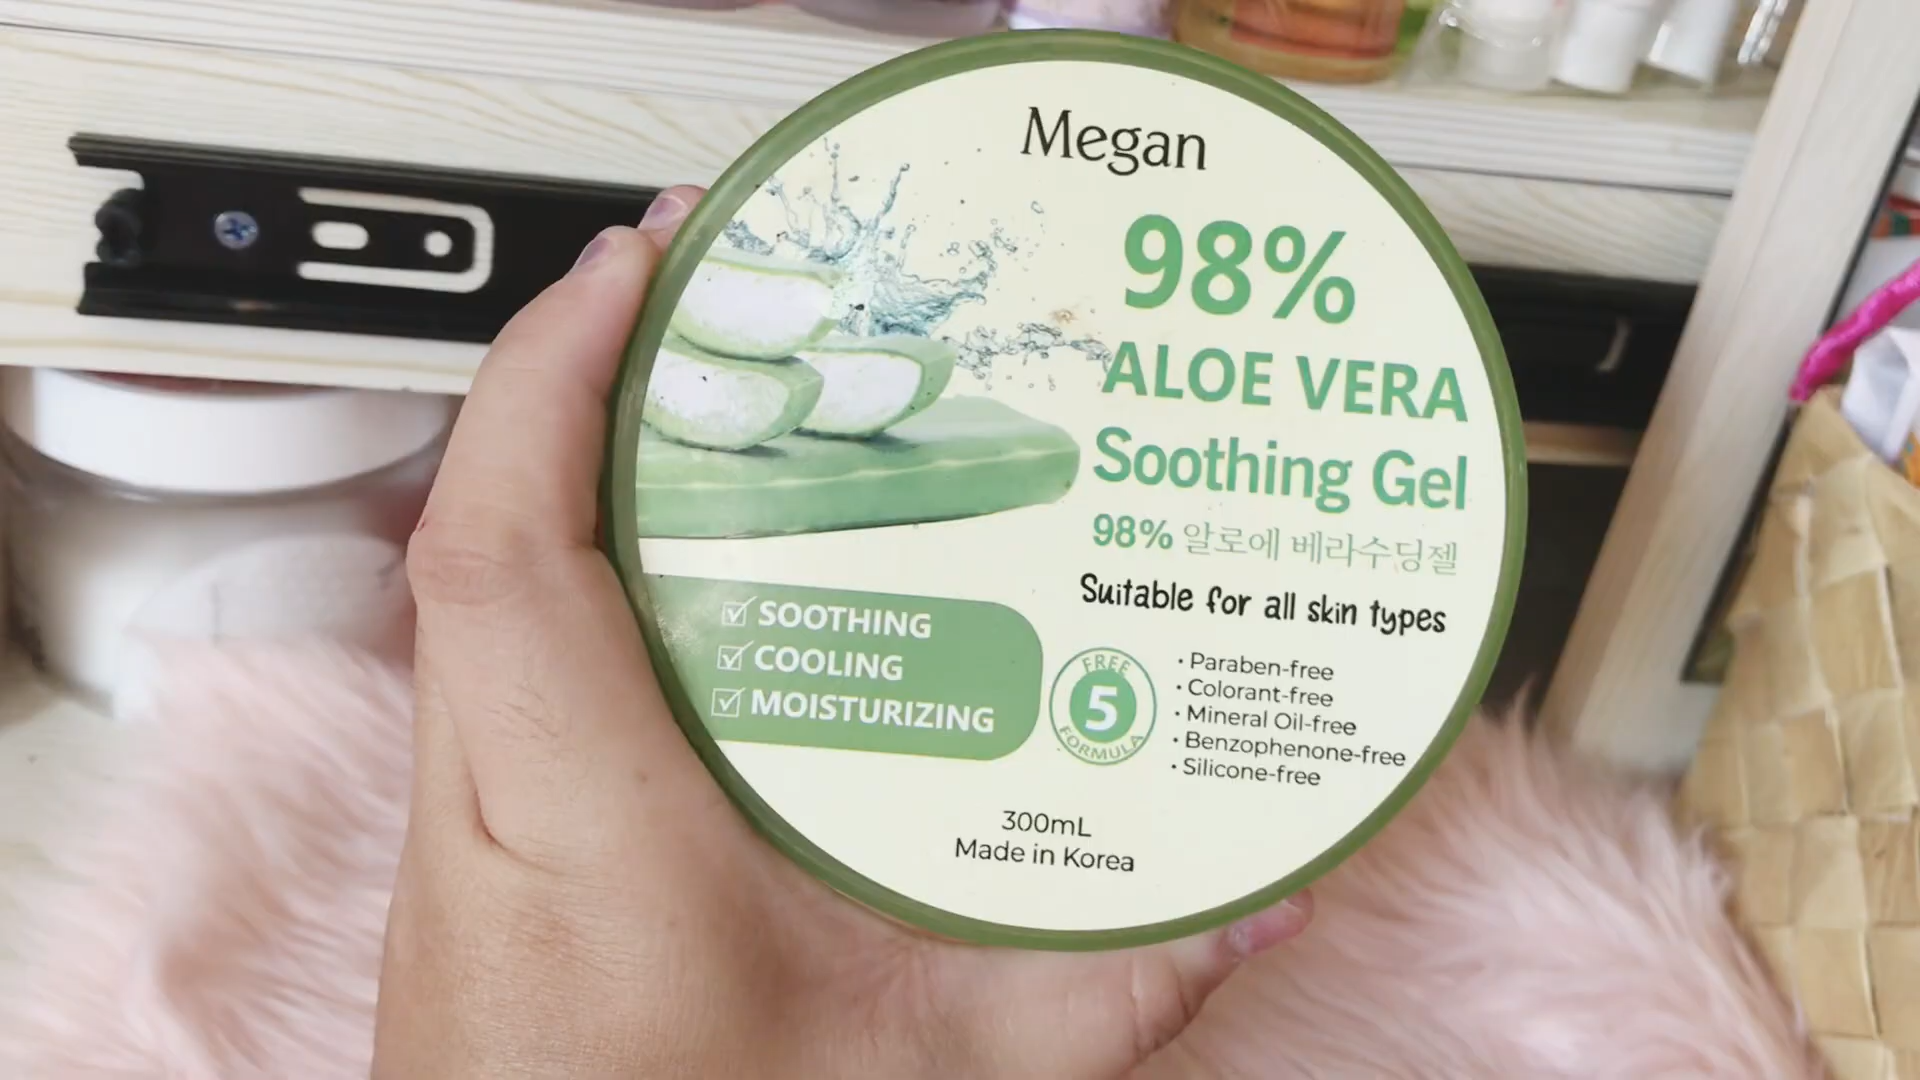 Megan
98%
ALOE VERA
Soothing Gel
98% 알로에 베라수딩젤
Suitable for all skin types
SOOTHING
COOLING
MOISTURIZING
FREE
5
FORMULA
• Paraben-free
• Colorant-free
• Mineral Oil-free
• Benzophenone-free
• Silicone-free
300mL
Made in Korea